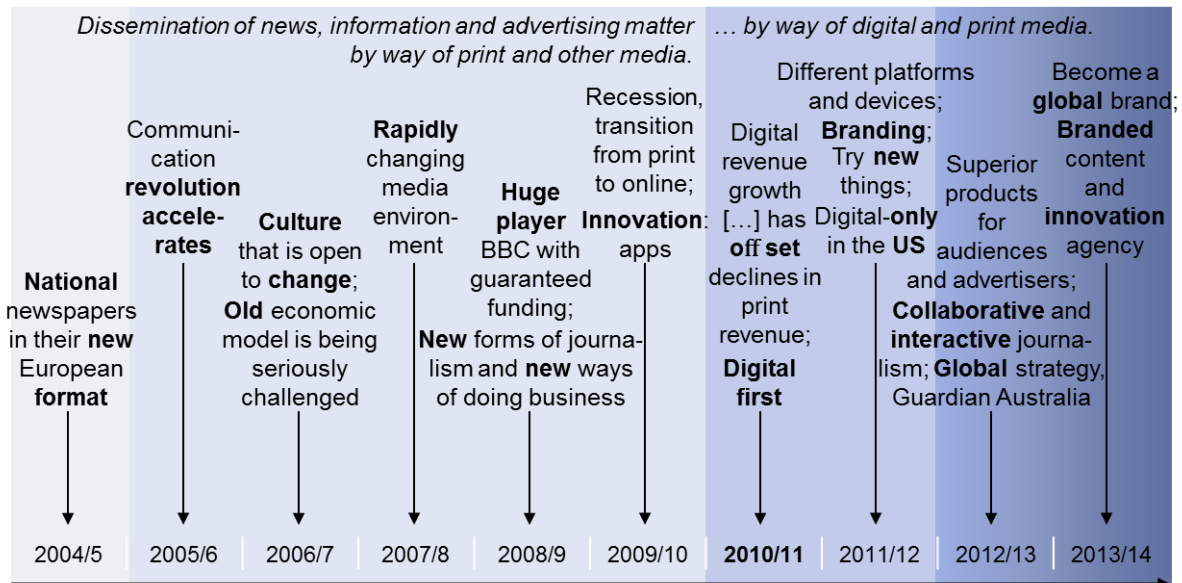 Dissemination of news, information and advertising matter
by way of print and other media.
… by way of digital and print media.
National
newspapers
in their new
European
format
Communi-
cation
revolution
accele-
rates
Culture
that is open
to change;
Old economic
model is being
seriously
challenged
Rapidly
changing
media
environ-
ment
Huge
player
BBC with
guaranteed
funding;
New forms of journa-
lism and new ways
of doing business
Recession,
transition
from print
to online;
Innovation:
apps
Digital
revenue
growth
[…] has
off set
declines in
print
revenue;
Digital
first
Different platforms
and devices;
Branding;
Try new
things;
Digital-only
in the US
Superior
products
for
audiences
and advertisers;
Collaborative and
interactive journa-
lism; Global strategy,
Guardian Australia
Become a
global brand;
Branded
content
and
innovation
agency
2004/5
2005/6
2006/7
2007/8
2008/9
2009/10
2010/11
2011/12
2012/13
2013/14